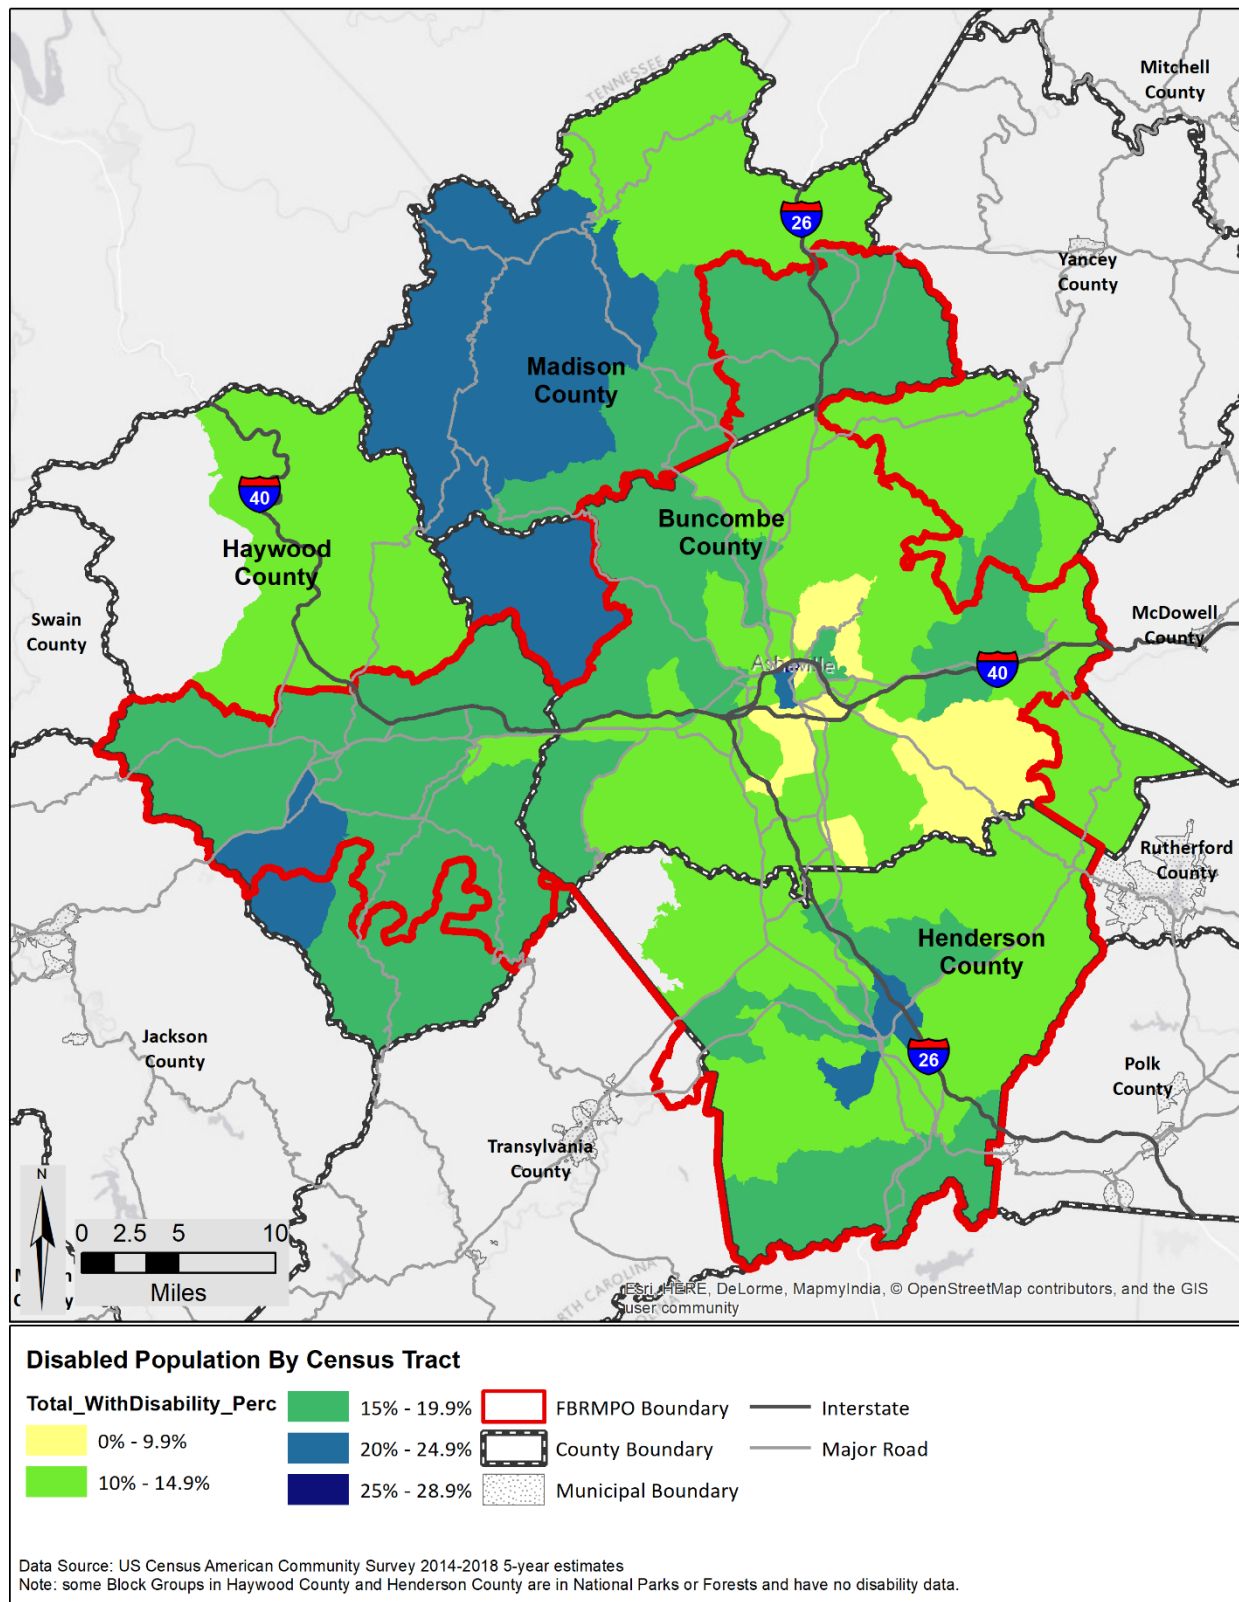 TENNESSEE
Mitchell
County
26
Yancey
County
Madison
County
40
Buncombe
County
Haywood
County
Swain
County
McDowell
County
Asheville
40
Rutherford
County
Henderson
County
Jackson
County
26
Polk
County
Transylvania
County
N
0 2.5 5 10
Miles
Esri, HERE, DeLorme, MapmyIndia, © OpenStreetMap contributors, and the GIS
user community
Disabled Population By Census Tract
Total_WithDisability_Perc
0% - 9.9%
10% - 14.9%
15% - 19.9%
20% - 24.9%
25% - 28.9%
FBRMPO Boundary
County Boundary
Municipal Boundary
Interstate
Major Road
Data Source: US Census American Community Survey 2014-2018 5-year estimates
Note: some Block Groups in Haywood County and Henderson County are in National Parks or Forests and have no disability data.